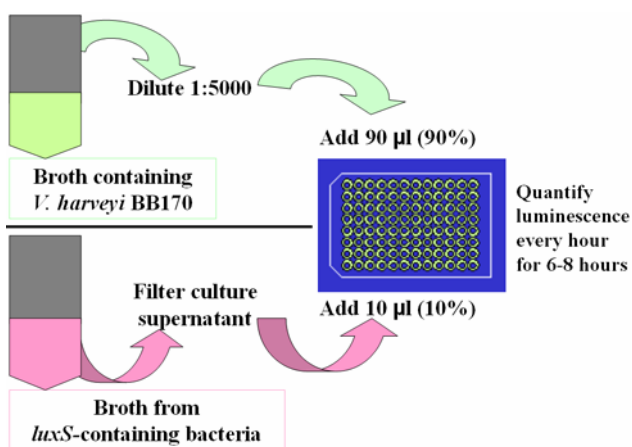 Dilute 1:5000
Add 90 µl (90%)
Broth containing
V. harveyi BB170
Quantify
luminescence
every hour
for 6-8 hours
Filter culture
supernatant
Add 10 µl (10%)
Broth from
luxS-containing bacteria